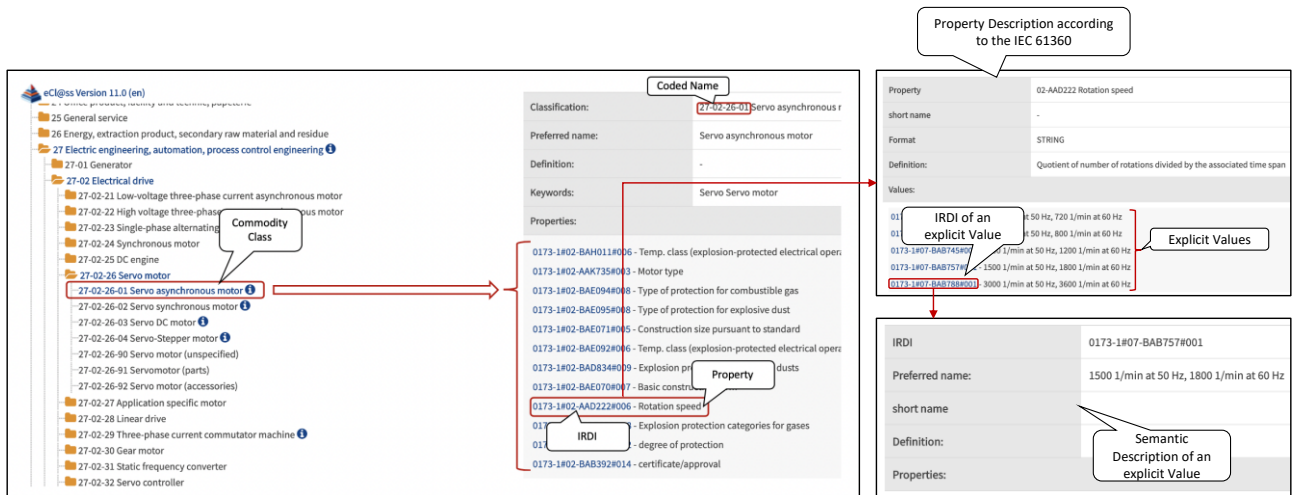 Property Description according
to the IEC 61360
eCl@ss Version 11.0 (en)
25 General service
26 Energy, extraction product, secondary raw material and residue
27 Electric engineering, automation, process control engineering
27-01 Generator
27-02 Electrical drive
27-02-21 Low-voltage three-phase current asynchronous motor
27-02-22 High voltage three-phase ous motor
27-02-23 Single-phase alternating
27-02-24 Synchronous motor
27-02-25 DC engine
27-02-26 Servo motor
27-02-26-01 Servo asynchronous motor
27-02-26-02 Servo synchronous motor
27-02-26-03 Servo DC motor
27-02-26-04 Servo-Stepper motor
27-02-26-90 Servo motor (unspecified)
27-02-26-91 Servomotor (parts)
27-02-26-92 Servo motor (accessories)
27-02-27 Application specific motor
27-02-28 Linear drive
27-02-29 Three-phase current commutator machine
27-02-30 Gear motor
27-02-31 Static frequency converter
27-02-32 Servo controller
Commodity
Class
Coded Name
Classification: 27-02-26-01 Servo asynchronous r
Preferred name: Servo asynchronous motor
Definition: -
Keywords: Servo Servo motor
Properties:
0173-1#02-BAH011#006 - Temp. class (explosion-protected electrical opera
0173-1#02-AAK735#003 - Motor type
0173-1#02-BAE094#008 - Type of protection for combustible gas
0173-1#02-BAE095#008 - Type of protection for explosive dust
0173-1#02-BAE071#005 - Construction size pursuant to standard
0173-1#02-BAE092#006 - Temp. class (explosion-protected electrical opera
0173-1#02-BAD834#009 - Explosion pr dusts
0173-1#02-BAE070#007 - Basic constru
0173-1#02-AAD222#006 - Rotation speed
017 - Explosion protection categories for gases
017 - degree of protection
0173-1#02-BAB392#014 - certificate/approval
Property
IRDI
Property 02-AAD222 Rotation speed
short name -
Format STRING
Definition: Quotient of number of rotations divided by the associated time span
Values:
017 at 50 Hz, 720 1/min at 60 Hz
017 at 50 Hz, 800 1/min at 60 Hz
0173-1#07-BAB745#00 1/min at 50 Hz, 1200 1/min at 60 Hz
0173-1#07-BAB757# - 1500 1/min at 50 Hz, 1800 1/min at 60 Hz
0173-1#07-BAB788#001 - 3000 1/min at 50 Hz, 3600 1/min at 60 Hz
IRDI of an
explicit Value
Explicit Values
IRDI 0173-1#07-BAB757#001
Preferred name: 1500 1/min at 50 Hz, 1800 1/min at 60 Hz
short name
Definition:
Properties:
Semantic
Description of an
explicit Value